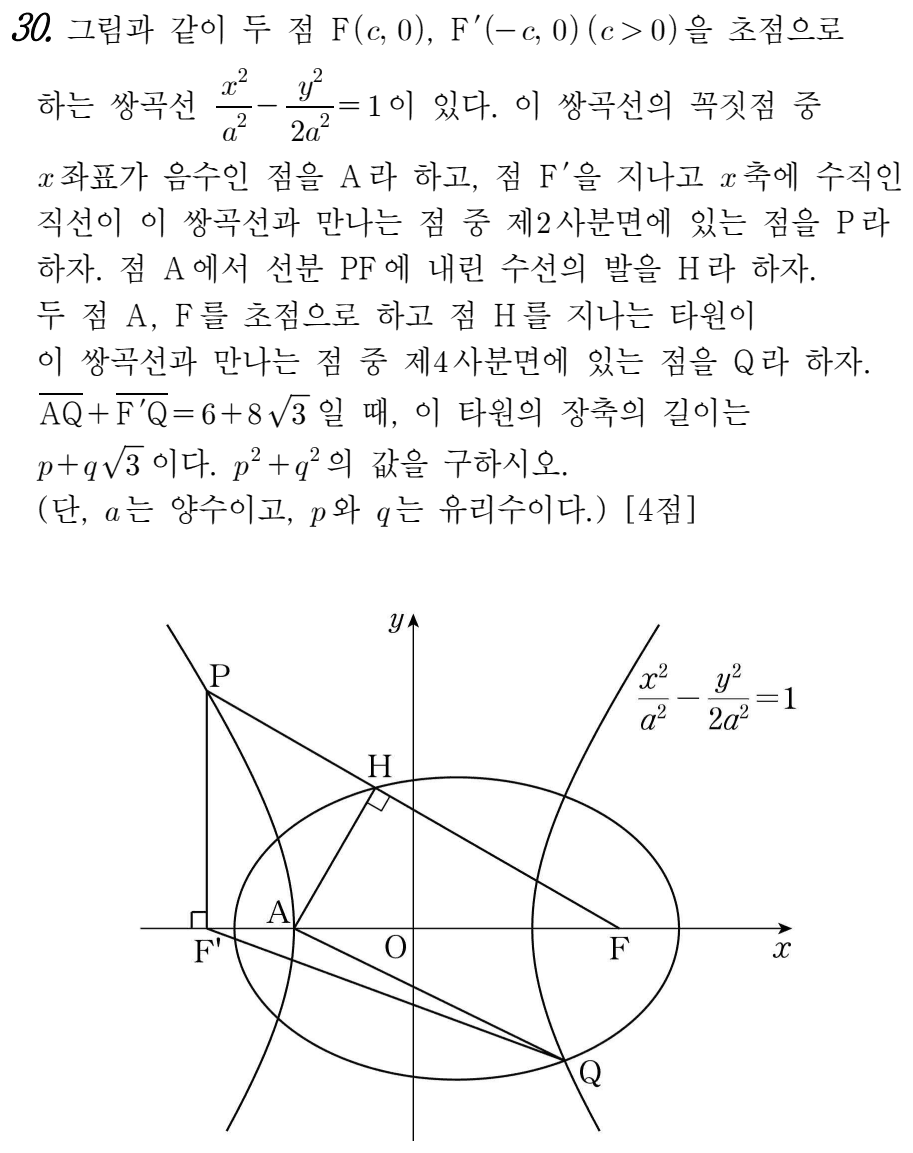 30. 그림과 같이 두 점 F(c, 0), F′(−c, 0)(c>0)을 초점으로
하는 쌍곡선 x²/a² − y²/2a² = 1이 있다. 이 쌍곡선의 꼭짓점 중
x좌표가 음수인 점을 A라 하고, 점 F′을 지나고 x축에 수직인
직선이 이 쌍곡선과 만나는 점 중 제2사분면에 있는 점을 P라
하자. 점 A에서 선분 PF에 내린 수선의 발을 H라 하자.
두 점 A, F를 초점으로 하고 점 H를 지나는 타원이
이 쌍곡선과 만나는 점 중 제4사분면에 있는 점을 Q라 하자.
A̅Q̅+F̅′Q̅=6+8√3 일 때, 이 타원의 장축의 길이는
p+q√3 이다. p²+q²의 값을 구하시오.
(단, a는 양수이고, p와 q는 유리수이다.) [4점]
y
P
x²/a² − y²/2a² = 1
H
A
F'
O
F
x
Q